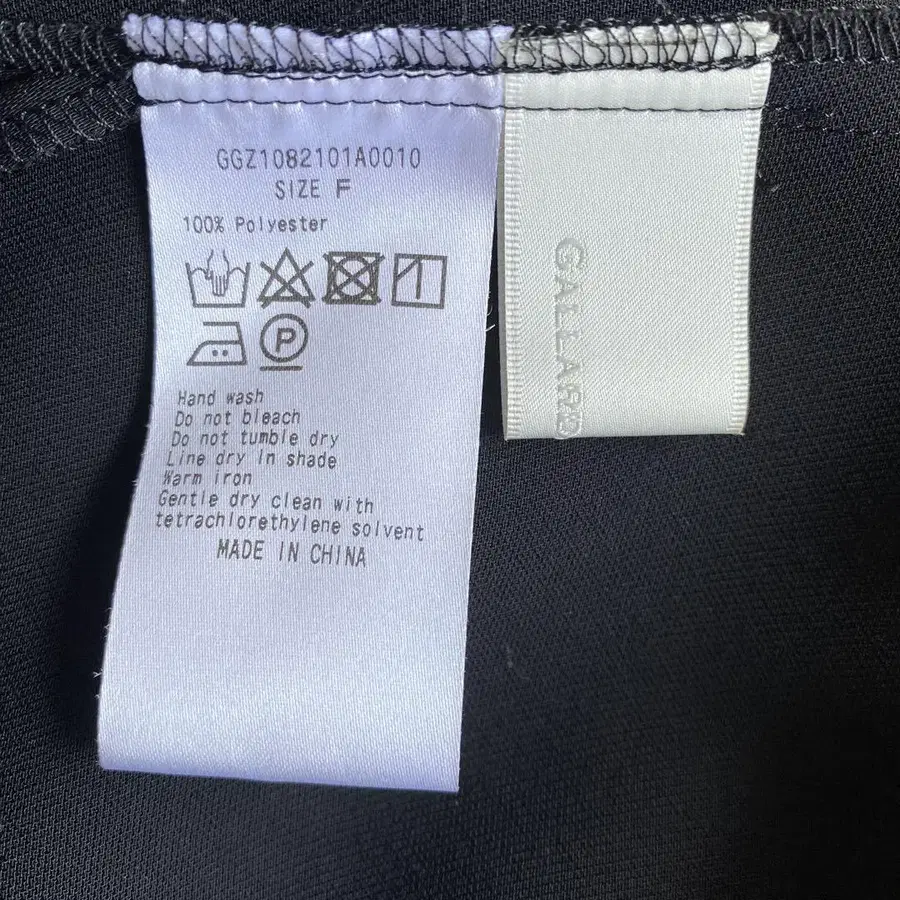 GGZ1082101A0010
SIZE F
100% Polyester
P
Hand wash
Do not bleach
Do not tumble dry
Line dry in shade
Warm iron
Gentle dry clean with
tetrachlorethylene solvent
MADE IN CHINA